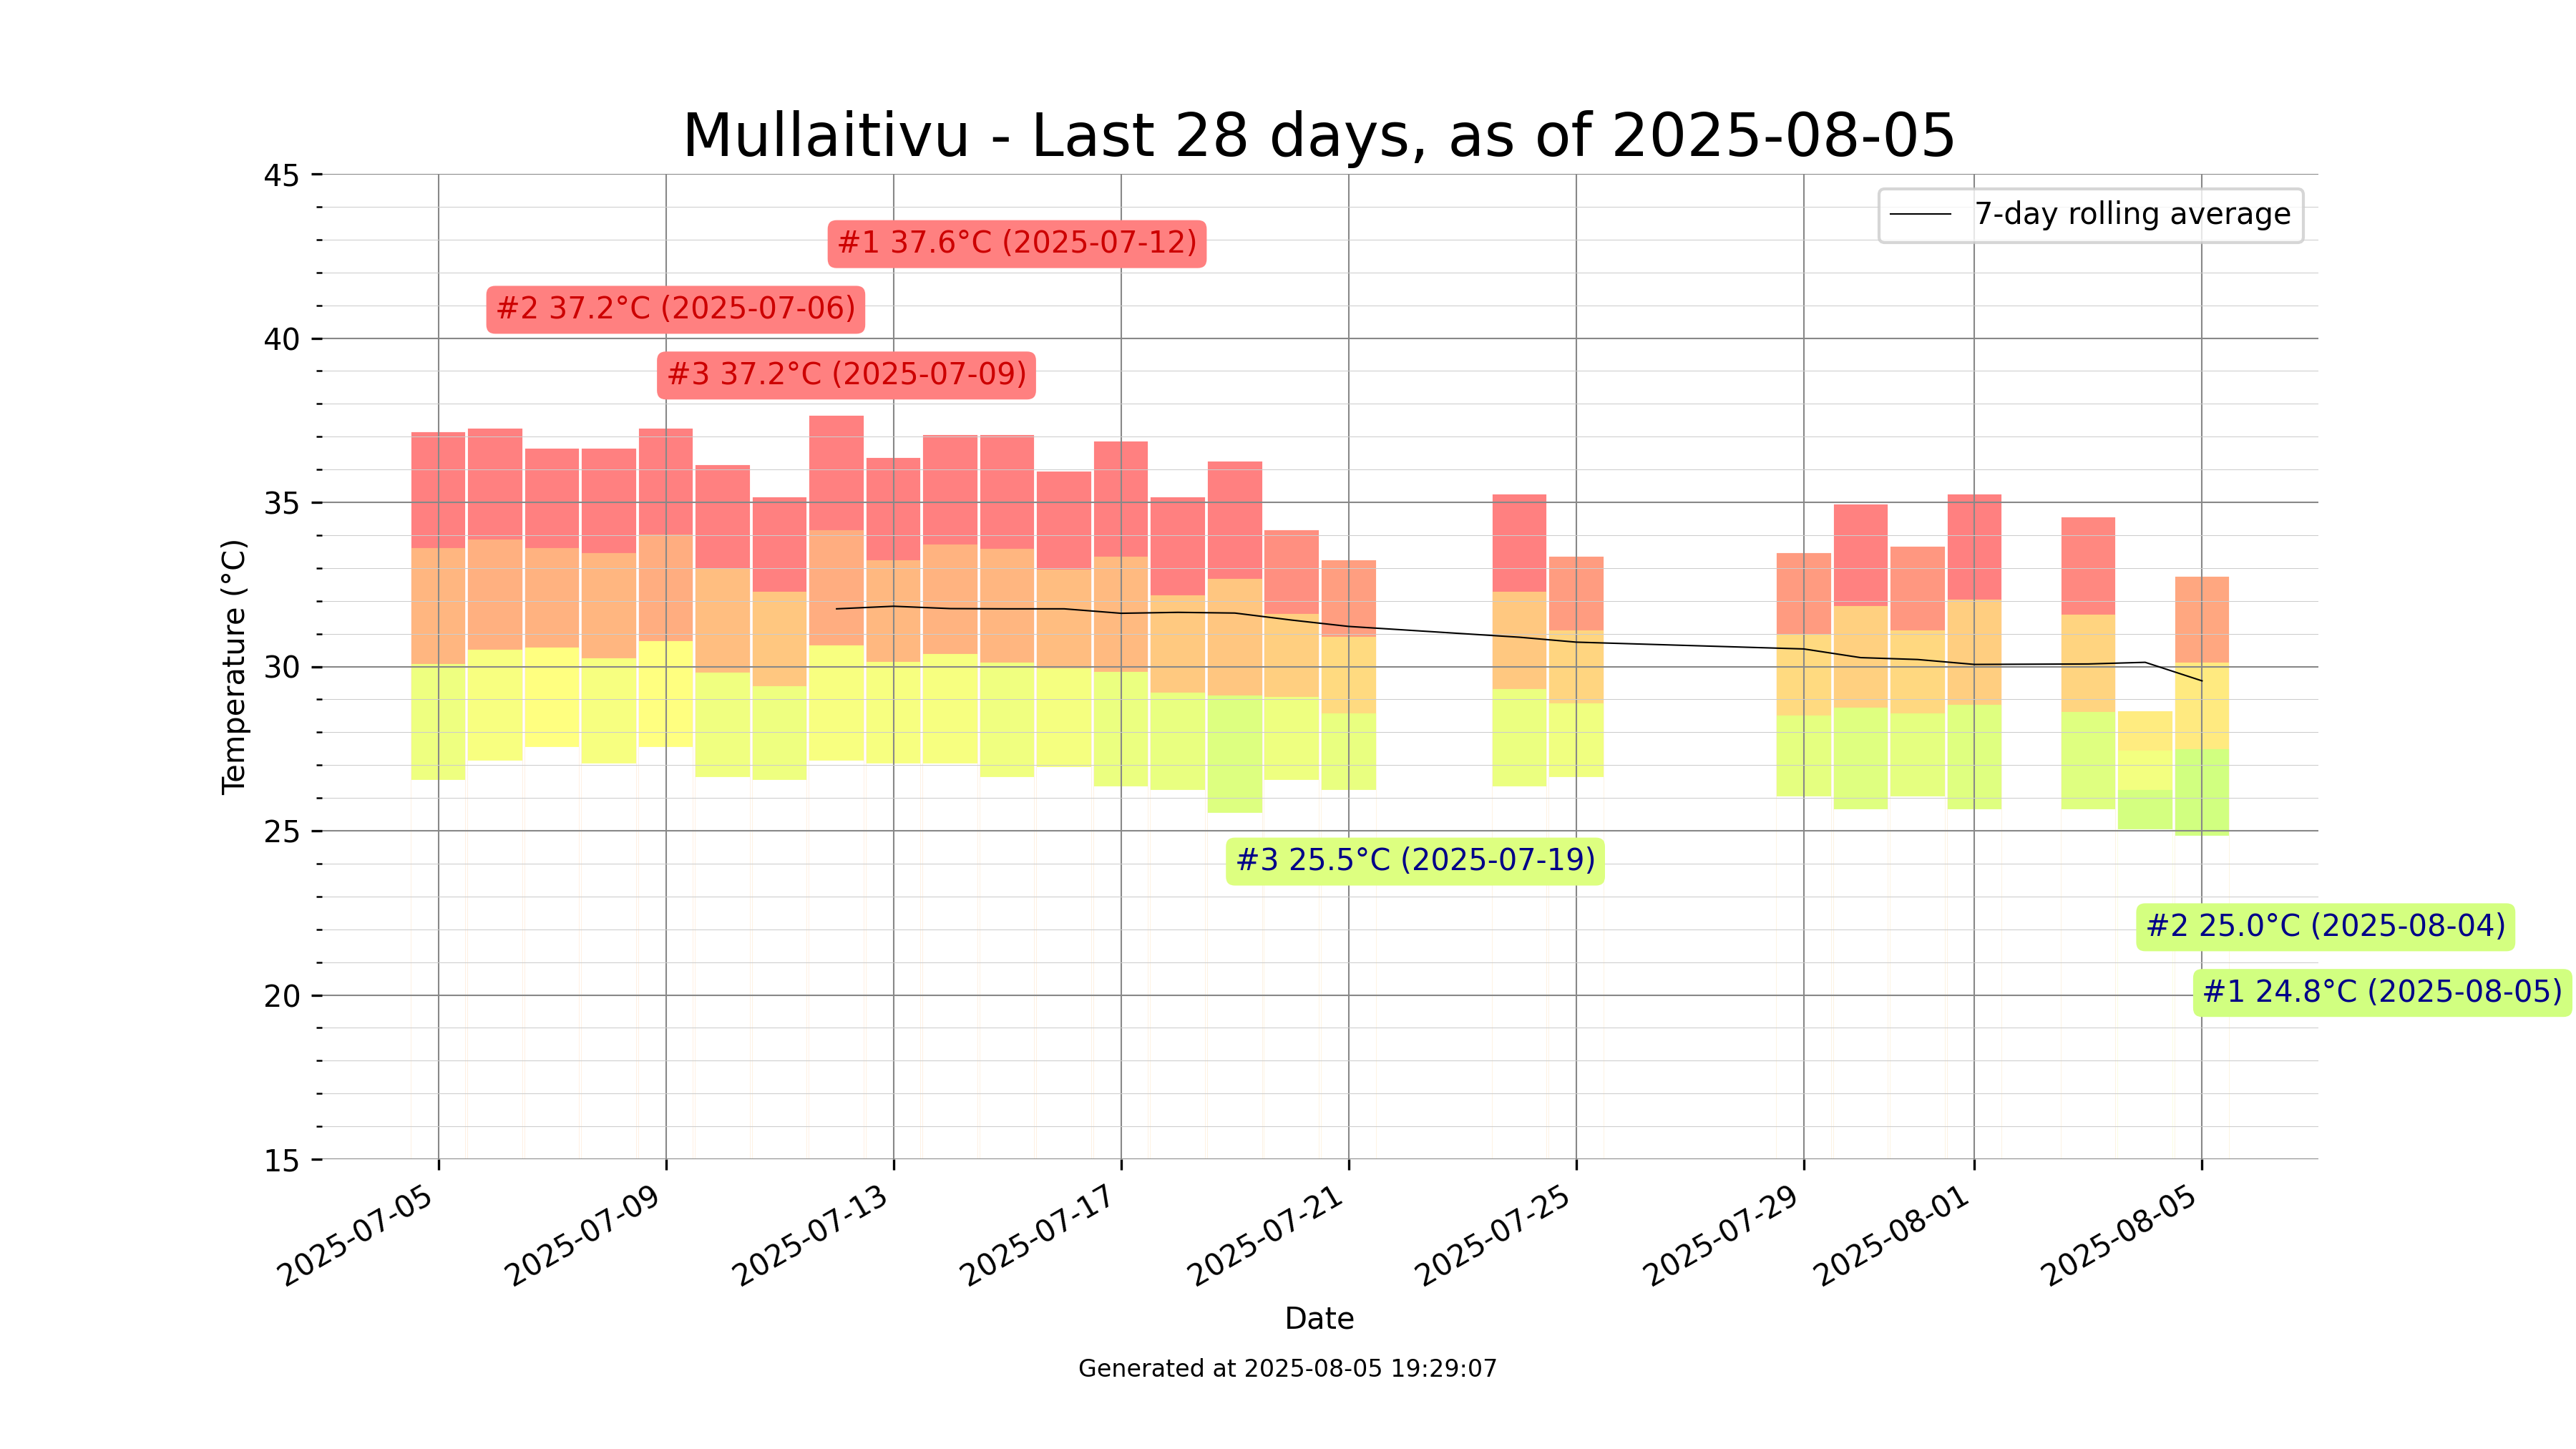 Mullaitivu - Last 28 days, as of 2025-08-05
7-day rolling average
#1 37.6°C (2025-07-12)
#2 37.2°C (2025-07-06)
#3 37.2°C (2025-07-09)
#3 25.5°C (2025-07-19)
#2 25.0°C (2025-08-04)
#1 24.8°C (2025-08-05)
Temperature (°C)
45
40
35
30
25
20
15
2025-07-05
2025-07-09
2025-07-13
2025-07-17
2025-07-21
2025-07-25
2025-07-29
2025-08-01
2025-08-05
Date
Generated at 2025-08-05 19:29:07